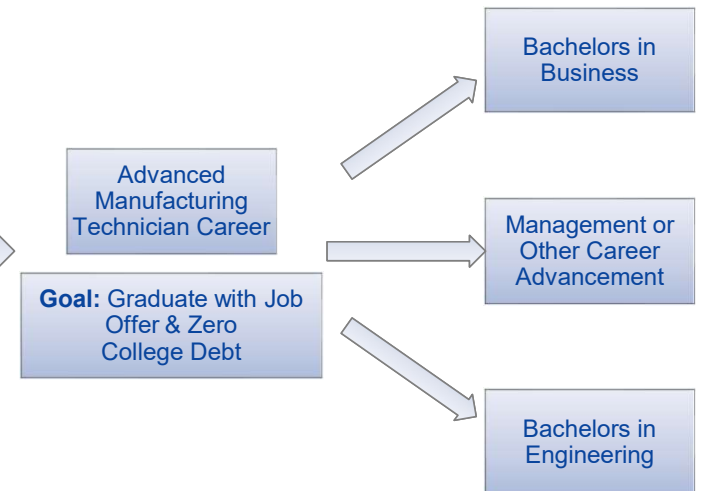 Bachelors in
Business
Advanced
Manufacturing
Technician Career
Management or
Other Career
Advancement
Goal: Graduate with Job
Offer & Zero
College Debt
Bachelors in
Engineering